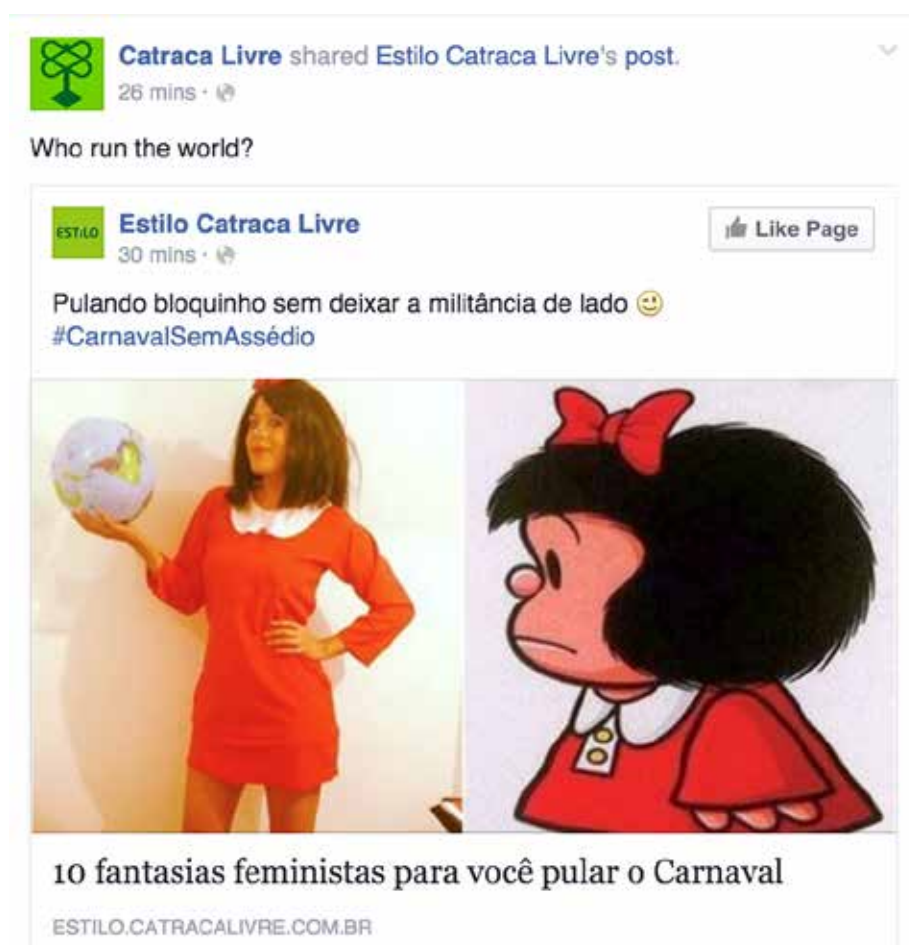 Catraca Livre shared Estilo Catraca Livre's post.
26 mins ·
Who run the world?
ESTiLO
Estilo Catraca Livre
Like Page
30 mins ·
Pulando bloquinho sem deixar a militância de lado 😉
#CarnavalSemAssédio
10 fantasias feministas para você pular o Carnaval
ESTILO.CATRACALIVRE.COM.BR